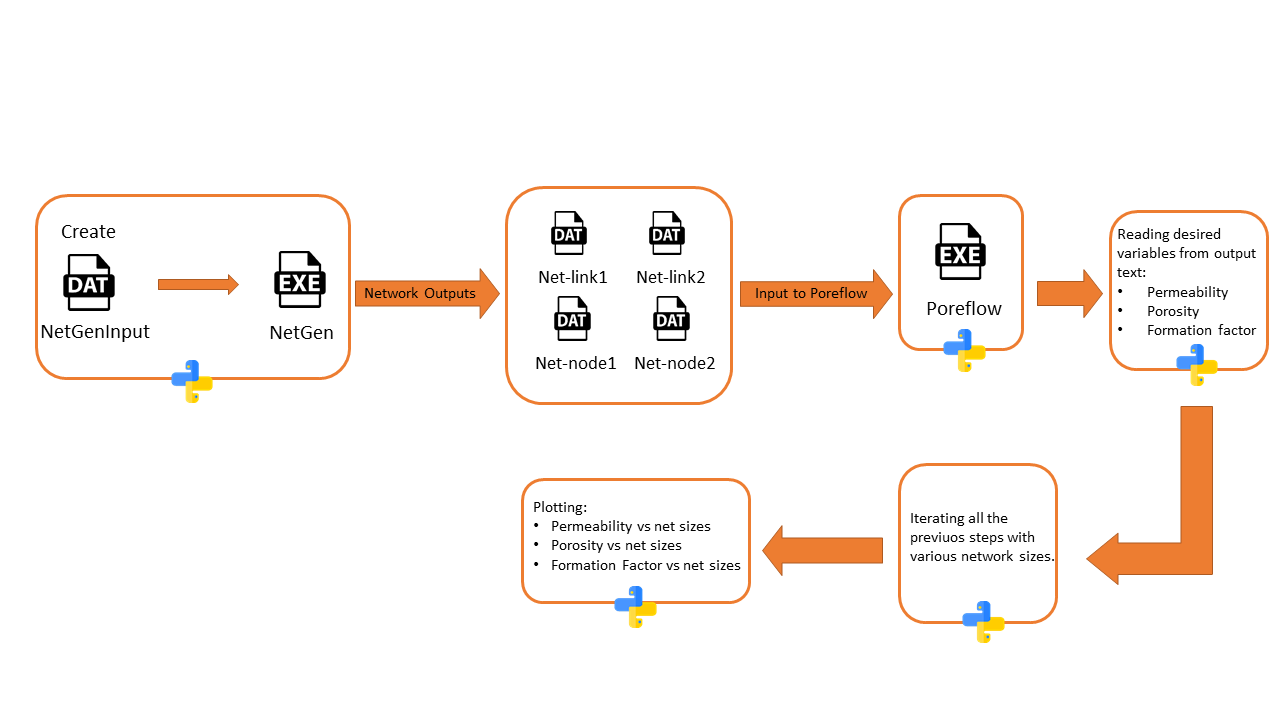 Create
DAT
NetGenInput
EXE
NetGen
Network Outputs
DAT
Net-link1
DAT
Net-link2
DAT
Net-node1
DAT
Net-node2
Input to Poreflow
EXE
Poreflow
Reading desired
variables from output
text:
• Permeability
• Porosity
• Formation factor
Iterating all the
previuos steps with
various network sizes.
Plotting:
• Permeability vs net sizes
• Porosity vs net sizes
• Formation Factor vs net sizes